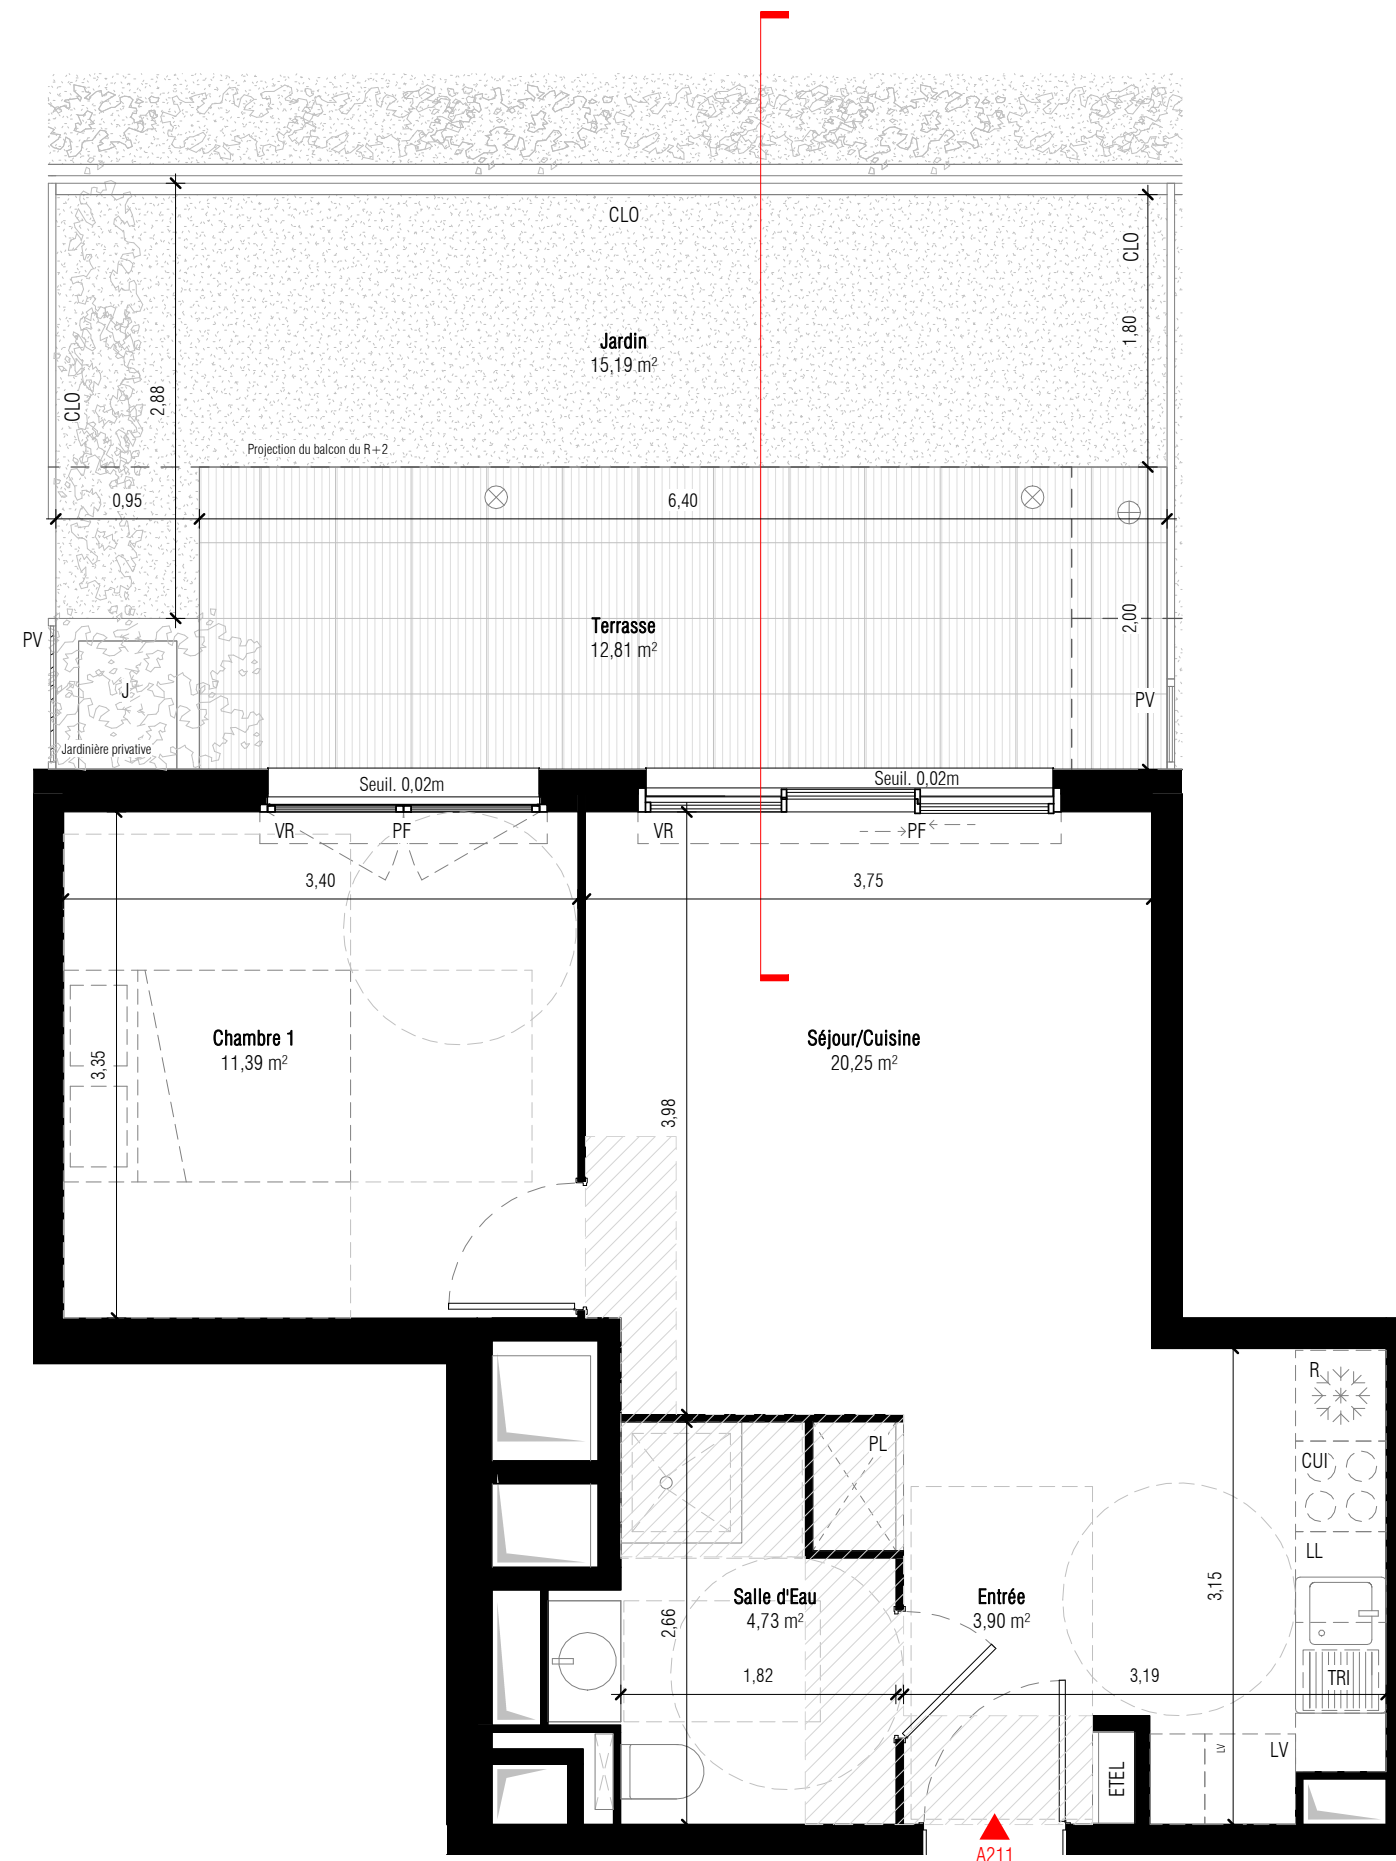 CLO
CLO
1,80
Jardin
15,19 m²
CLO
2,88
Projection du balcon du R+2
0,95
6,40
2,00
PV
Terrasse
12,81 m²
J
PV
Jardinière privative
Seuil. 0,02m
Seuil. 0,02m
VR
PF
VR
PF
3,40
3,75
Chambre 1
11,39 m²
Séjour/Cuisine
20,25 m²
3,35
3,98
R
PL
CUI
LL
3,15
Salle d'Eau
4,73 m²
Entrée
3,90 m²
2,66
1,82
3,19
TRI
LV
LV
ETEL
A211